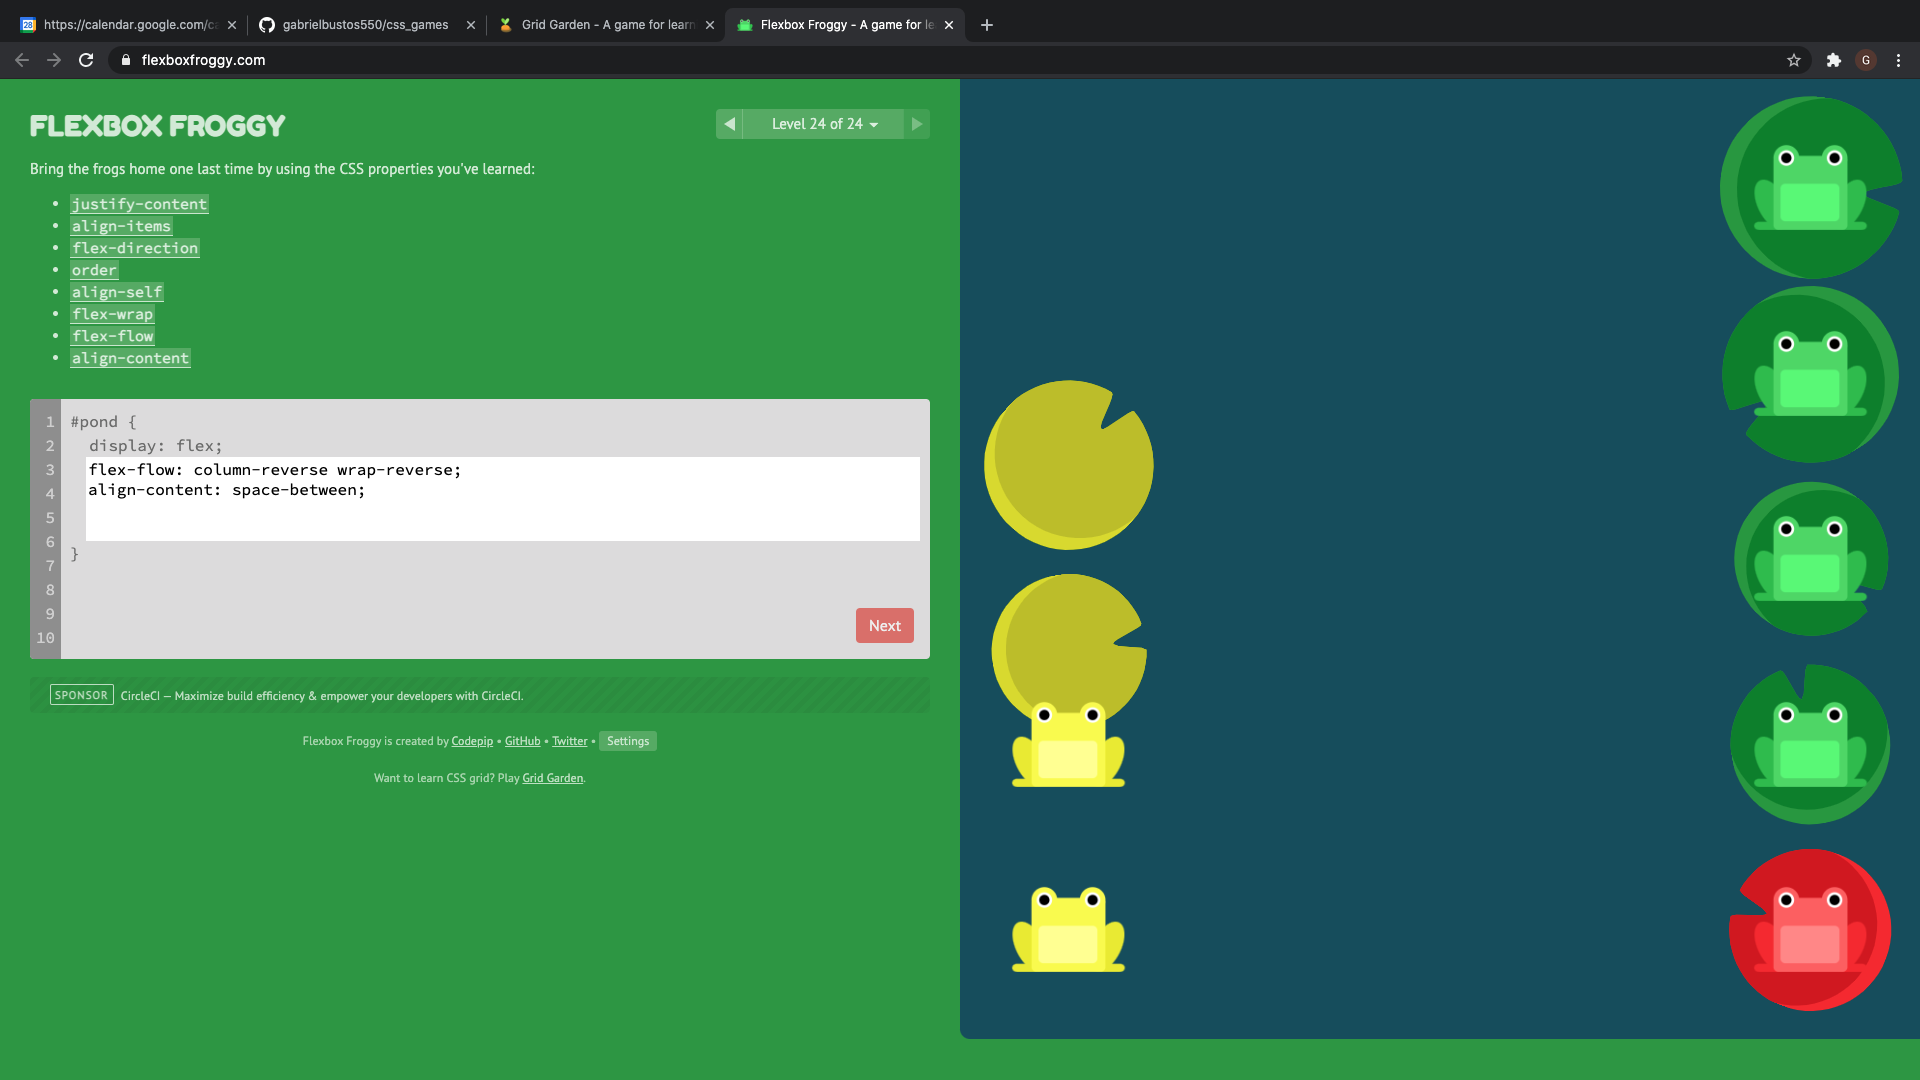 28 https://calendar.google.com/ca
gabrielbustos550/css_games
Grid Garden - A game for learn
Flexbox Froggy - A game for le
flexboxfroggy.com
G
FLEXBOX FROGGY
Level 24 of 24
Bring the frogs home one last time by using the CSS properties you've learned:
• justify-content
• align-items
• flex-direction
• order
• align-self
• flex-wrap
• flex-flow
• align-content
1 #pond {
2 display: flex;
3 flex-flow: column-reverse wrap-reverse;
4 align-content: space-between;
5
6 }
7
8
9
10
Next
SPONSOR CircleCI — Maximize build efficiency & empower your developers with CircleCI.
Flexbox Froggy is created by Codepip • GitHub • Twitter • Settings
Want to learn CSS grid? Play Grid Garden.